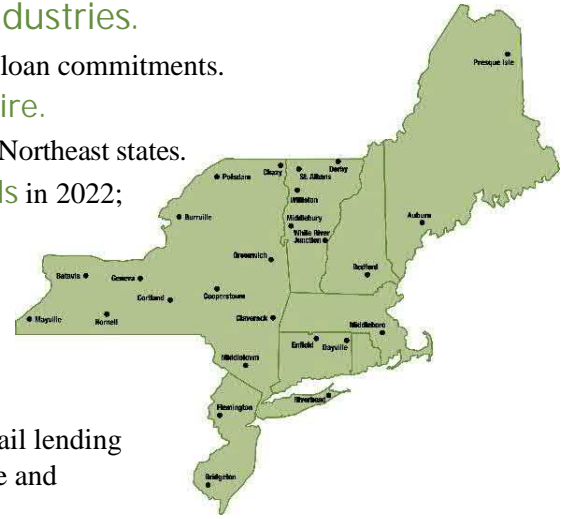 dustries.
loan commitments.
ire.
Northeast states.
ls in 2022;
ail lending
e and
Presque Isle
Potsdam
Chazy
St. Albans
Derby
Williston
Burrville
Middlebury
White River
Junction
Auburn
Greenwich
Bedford
Batavia
Geneva
Cortland
Cooperstown
Mayville
Hornell
Claverack
Middleboro
Enfield
Dayville
Middletown
Riverhead
Flemington
Bridgeton